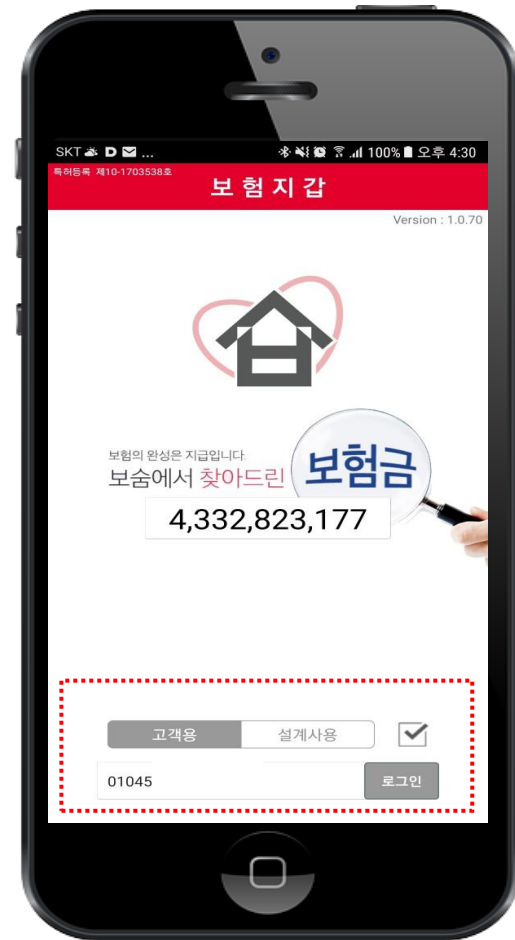 SKT D ... 100% 오후 4:30
특허등록 제10-1703538호
보험지갑
Version : 1.0.70
보험의 완성은 지급입니다.
보숨에서 찾아드린 보험금
4,332,823,177
고객용 설계사용
01045 로그인